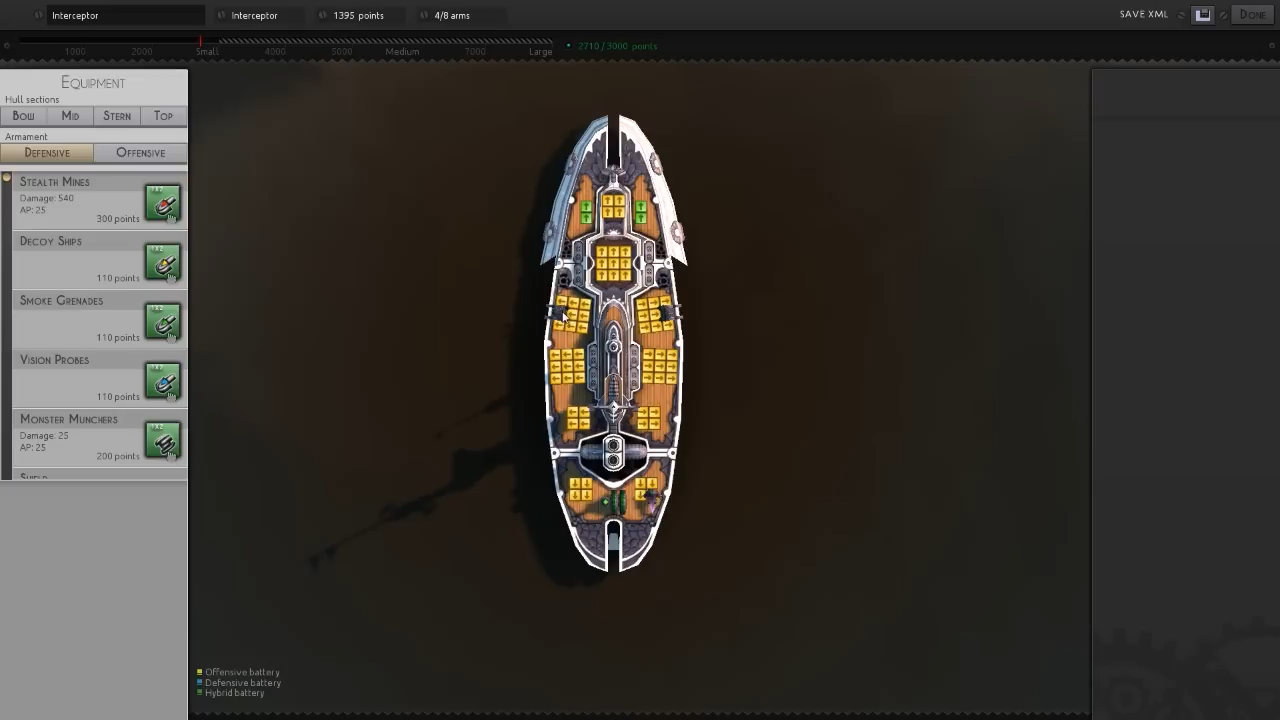 Interceptor
Interceptor
1395 points
4/8 arms
SAVE XML
DONE
1000
2000
Small
4000
5000
Medium
7000
Large
2710 / 3000 points
EQUIPMENT
Hull sections
BOW
MID
STERN
TOP
Armament
DEFENSIVE
OFFENSIVE
STEALTH MINES
Damage: 540
AP: 25
300 points
DECOY SHIPS
110 points
SMOKE GRENADES
110 points
VISION PROBES
110 points
MONSTER MUNCHERS
Damage: 25
AP: 25
200 points
Offensive battery
Defensive battery
Hybrid battery